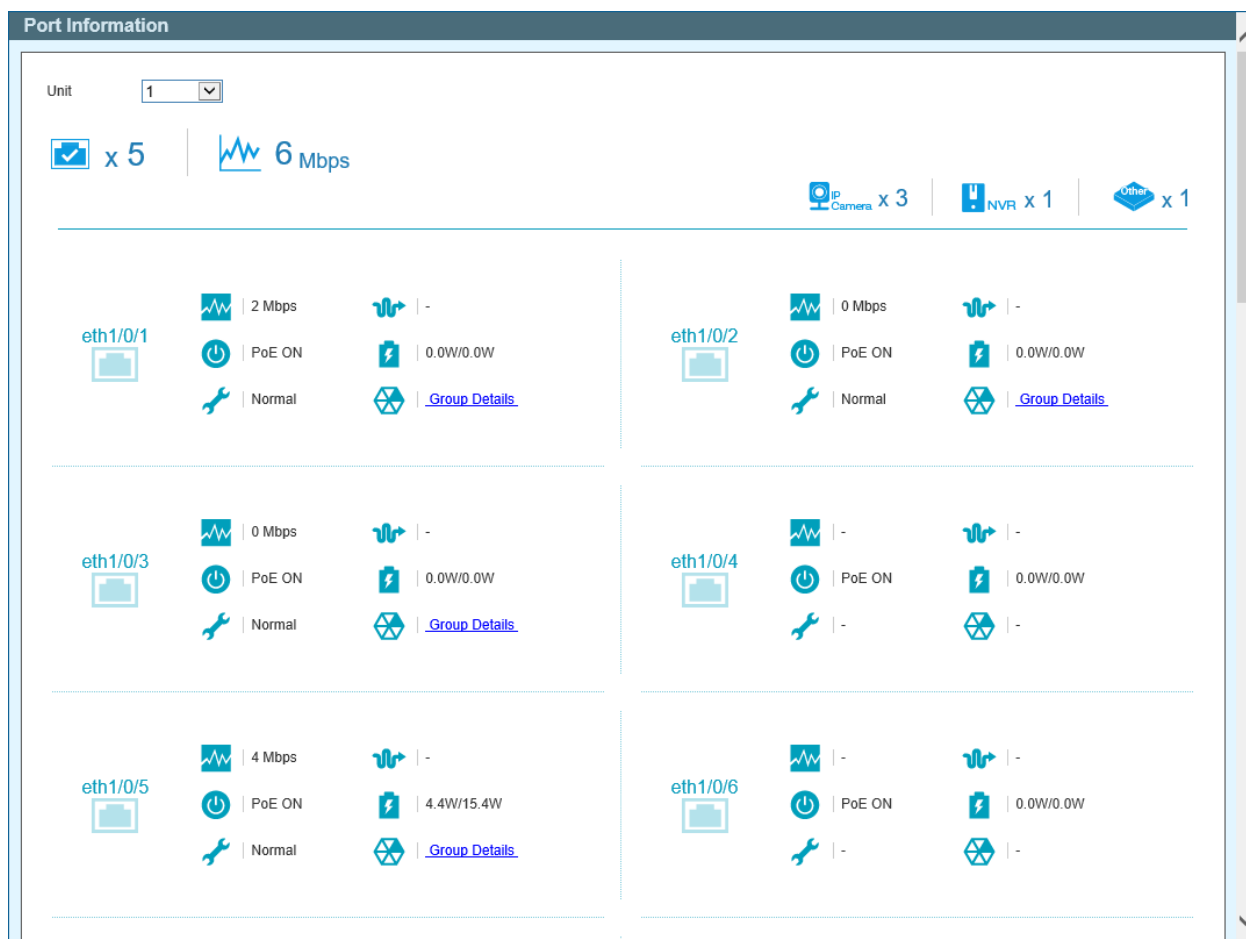 Port Information
Unit 1
x 5 6 Mbps
IP Camera x 3 NVR x 1 Other x 1
eth1/0/1
2 Mbps -
PoE ON 0.0W/0.0W
Normal Group Details
eth1/0/2
0 Mbps -
PoE ON 0.0W/0.0W
Normal Group Details
eth1/0/3
0 Mbps -
PoE ON 0.0W/0.0W
Normal Group Details
eth1/0/4
- -
PoE ON 0.0W/0.0W
- -
eth1/0/5
4 Mbps -
PoE ON 4.4W/15.4W
Normal Group Details
eth1/0/6
- -
PoE ON 0.0W/0.0W
- -